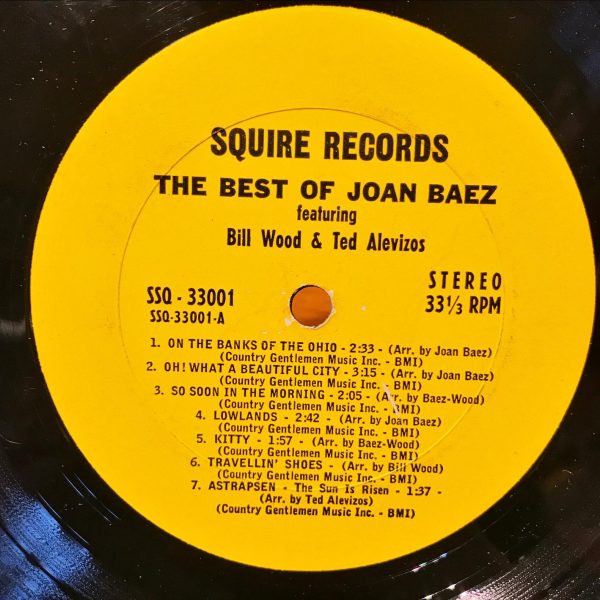 SQUIRE RECORDS
THE BEST OF JOAN BAEZ
featuring
Bill Wood & Ted Alevizos
SSQ - 33001
SSQ-33001-A
STEREO
33 1/3 RPM
1. ON THE BANKS OF THE OHIO - 2:33 - (Arr. by Joan Baez)
(Country Gentlemen Music Inc. - BMI)
2. OH! WHAT A BEAUTIFUL CITY - 3:15 - (Arr. by Joan Baez)
(Country Gentlemen Music Inc. - BMI)
3. SO SOON IN THE MORNING - 2:05 - (Arr. by Baez-Wood)
(Country Gentlemen Music Inc. - BMI)
4. LOWLANDS - 2:42 - (Arr. by Joan Baez)
(Country Gentlemen Music Inc. - BMI)
5. KITTY - 1:57 - (Arr. by Baez-Wood)
(Country Gentlemen Music Inc. - BMI)
6. TRAVELLIN' SHOES - (Arr. by Bill Wood)
(Country Gentlemen Music Inc. - BMI)
7. ASTRAPSEN - The Sun Is Risen - 1:37 -
(Arr. by Ted Alevizos)
(Country Gentlemen Music Inc. - BMI)